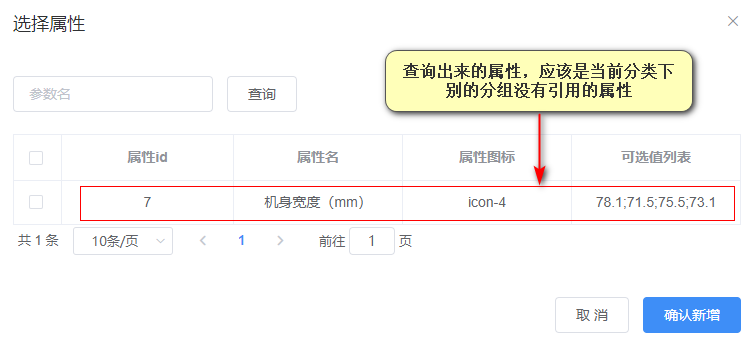 选择属性
查询出来的属性，应该是当前分类下
别的分组没有引用的属性
参数名 查询
属性id 属性名 属性图标 可选值列表
7 机身宽度（mm） icon-4 78.1;71.5;75.5;73.1
共 1 条 10条/页 1 前往 1 页
取 消 确认新增